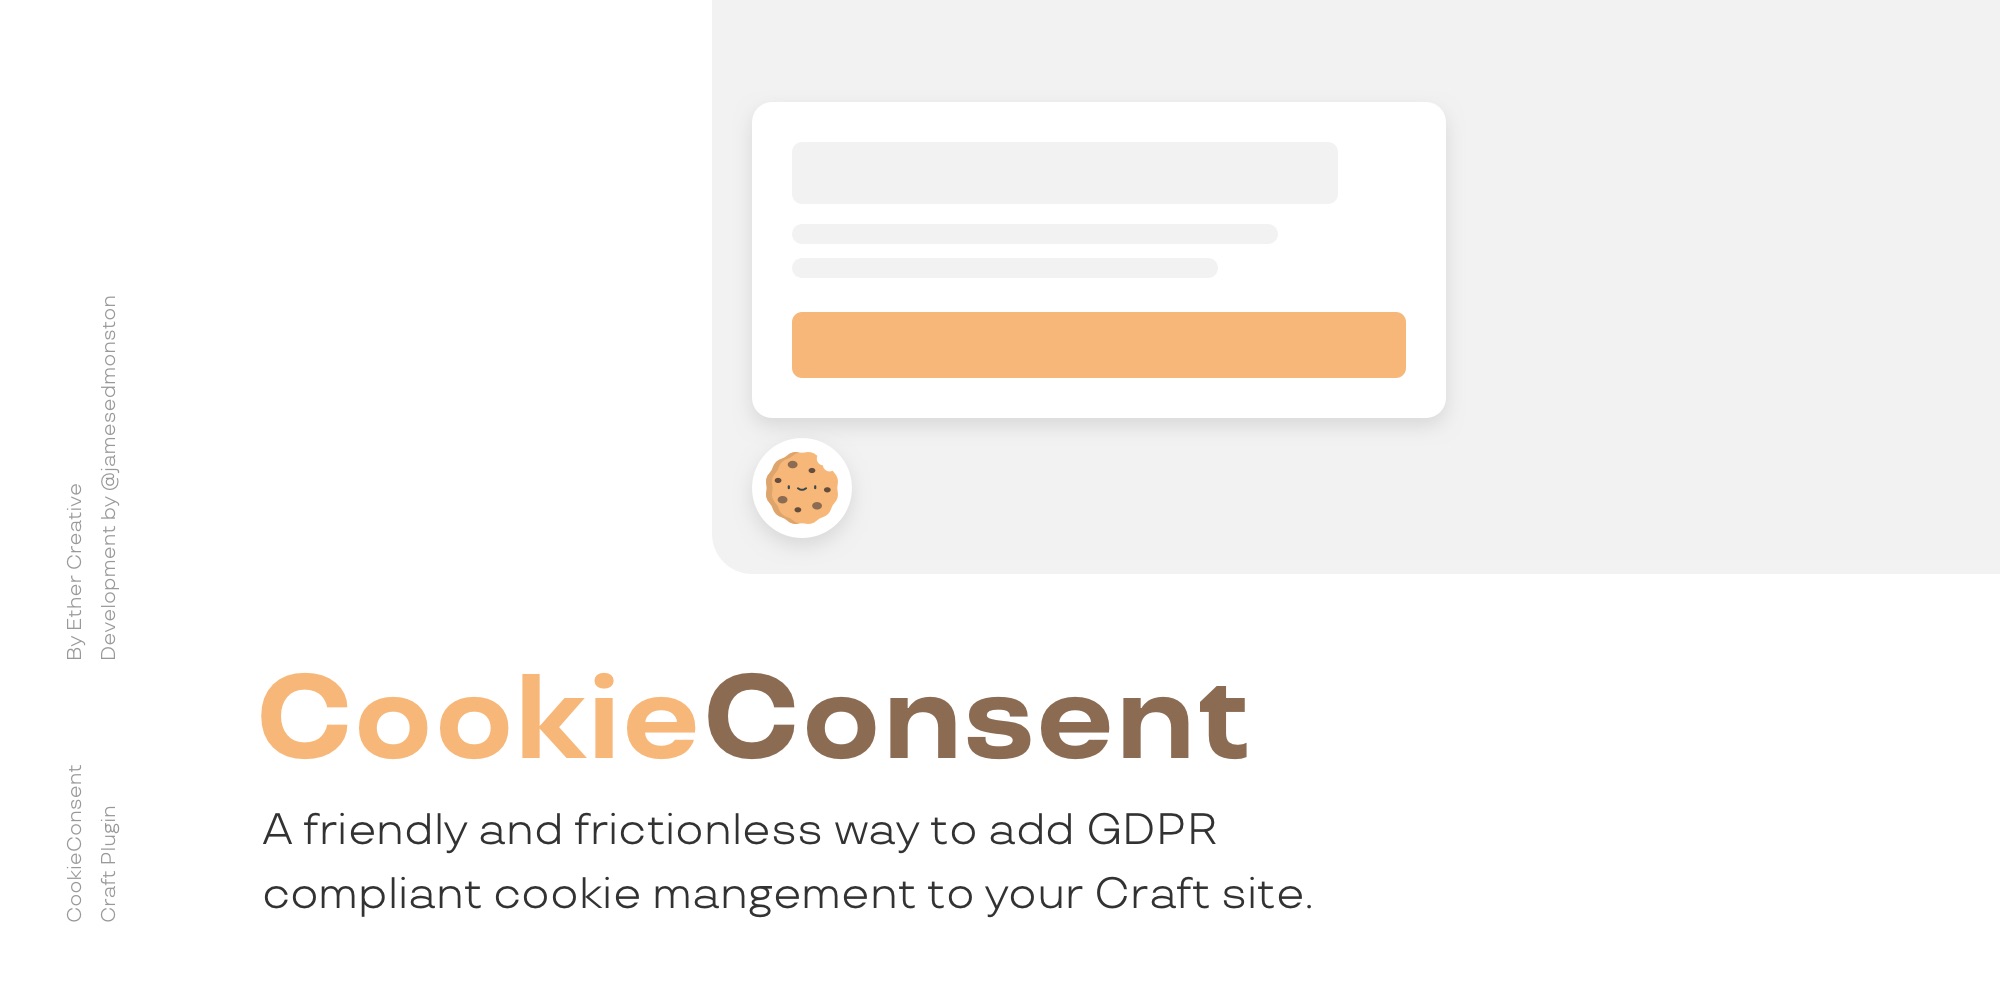 CookieConsent
A friendly and frictionless way to add GDPR
compliant cookie mangement to your Craft site.
By Ether Creative
Development by @jamesedmonston
CookieConsent
Craft Plugin